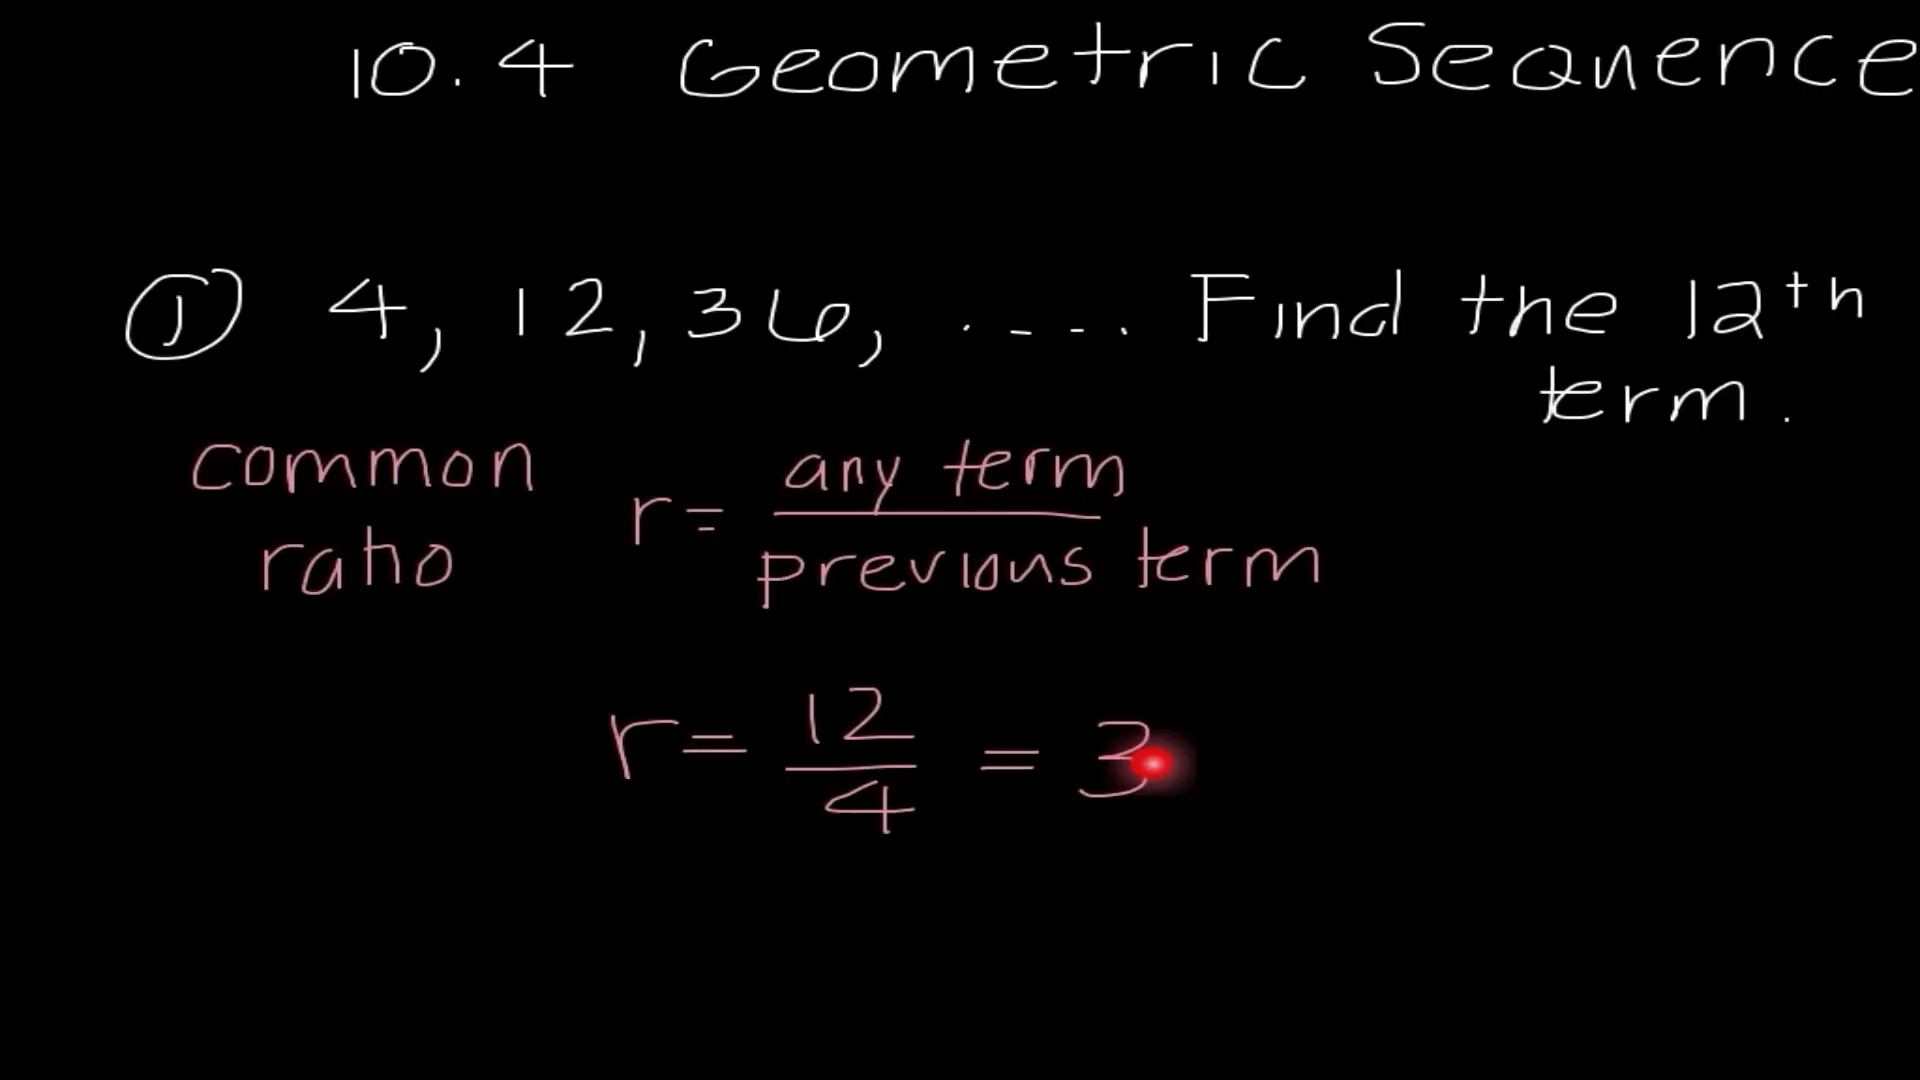 10.4 Geometric Sequence
① 4, 12, 36, .... Find the 12th
term.
common
ratio
r = any term / previous term
r = 12/4 = 3